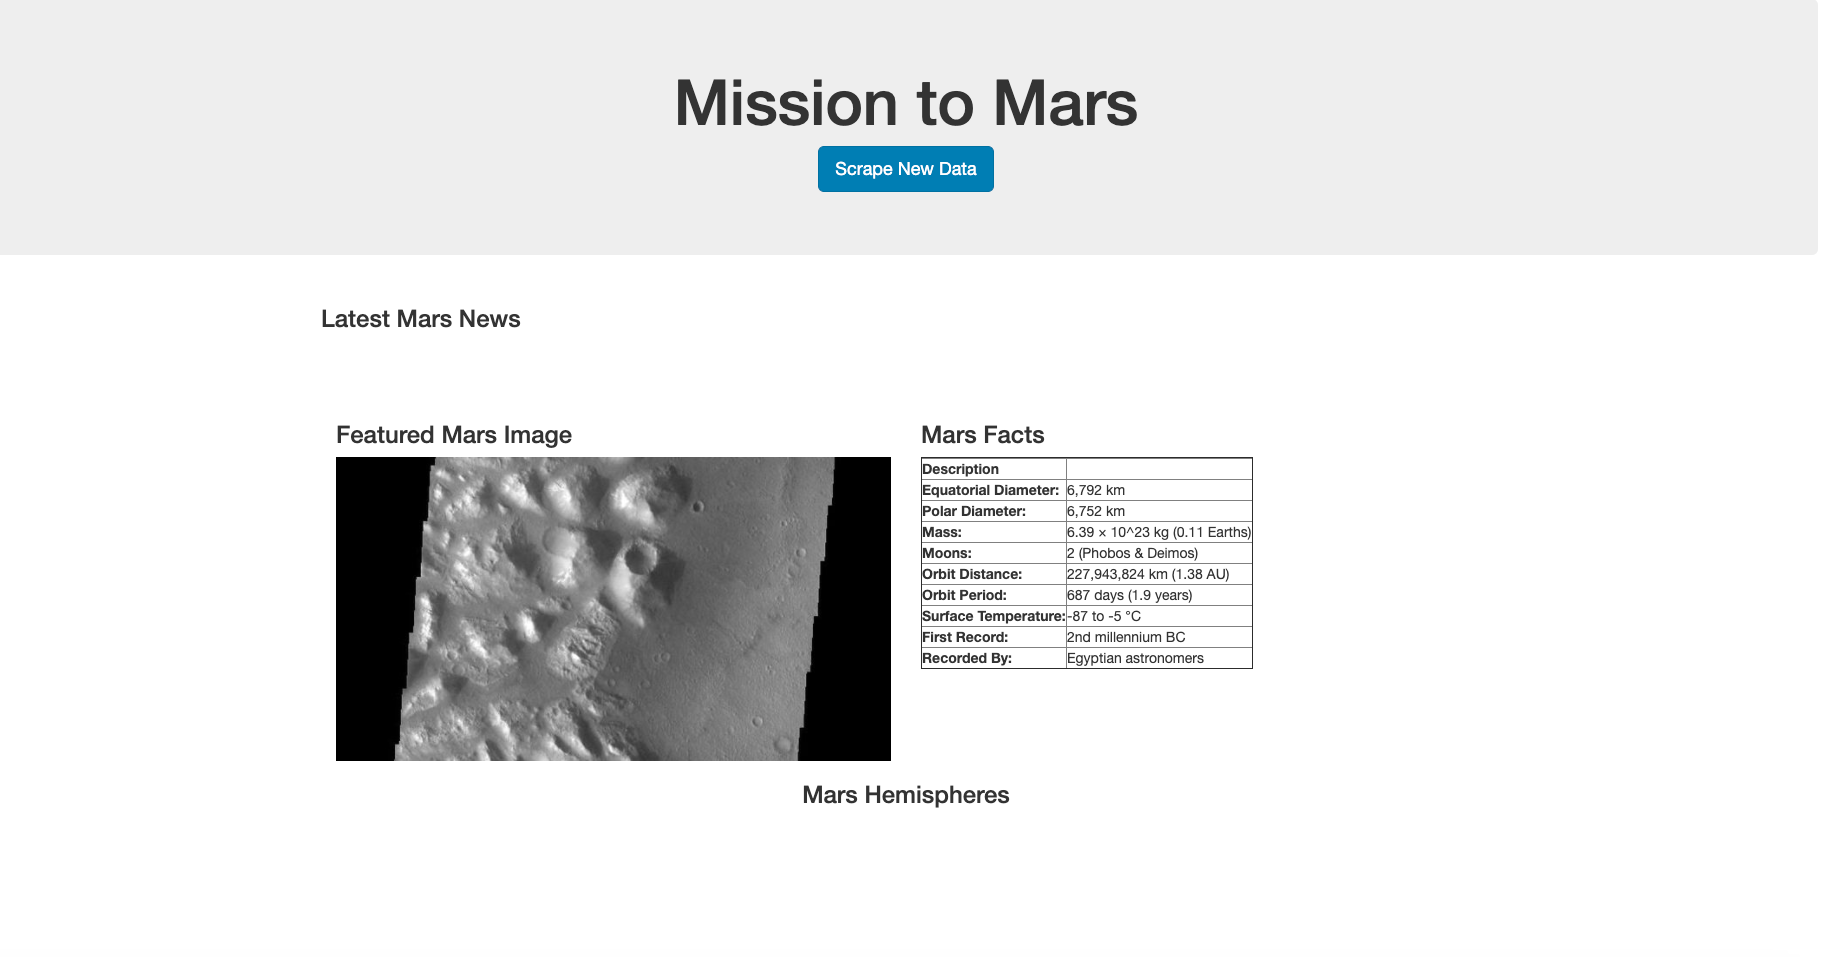 Mission to Mars
Scrape New Data
Latest Mars News
Featured Mars Image
Mars Facts
Description
Equatorial Diameter: 6,792 km
Polar Diameter: 6,752 km
Mass: 6.39 × 10^23 kg (0.11 Earths)
Moons: 2 (Phobos & Deimos)
Orbit Distance: 227,943,824 km (1.38 AU)
Orbit Period: 687 days (1.9 years)
Surface Temperature: -87 to -5 °C
First Record: 2nd millennium BC
Recorded By: Egyptian astronomers
Mars Hemispheres